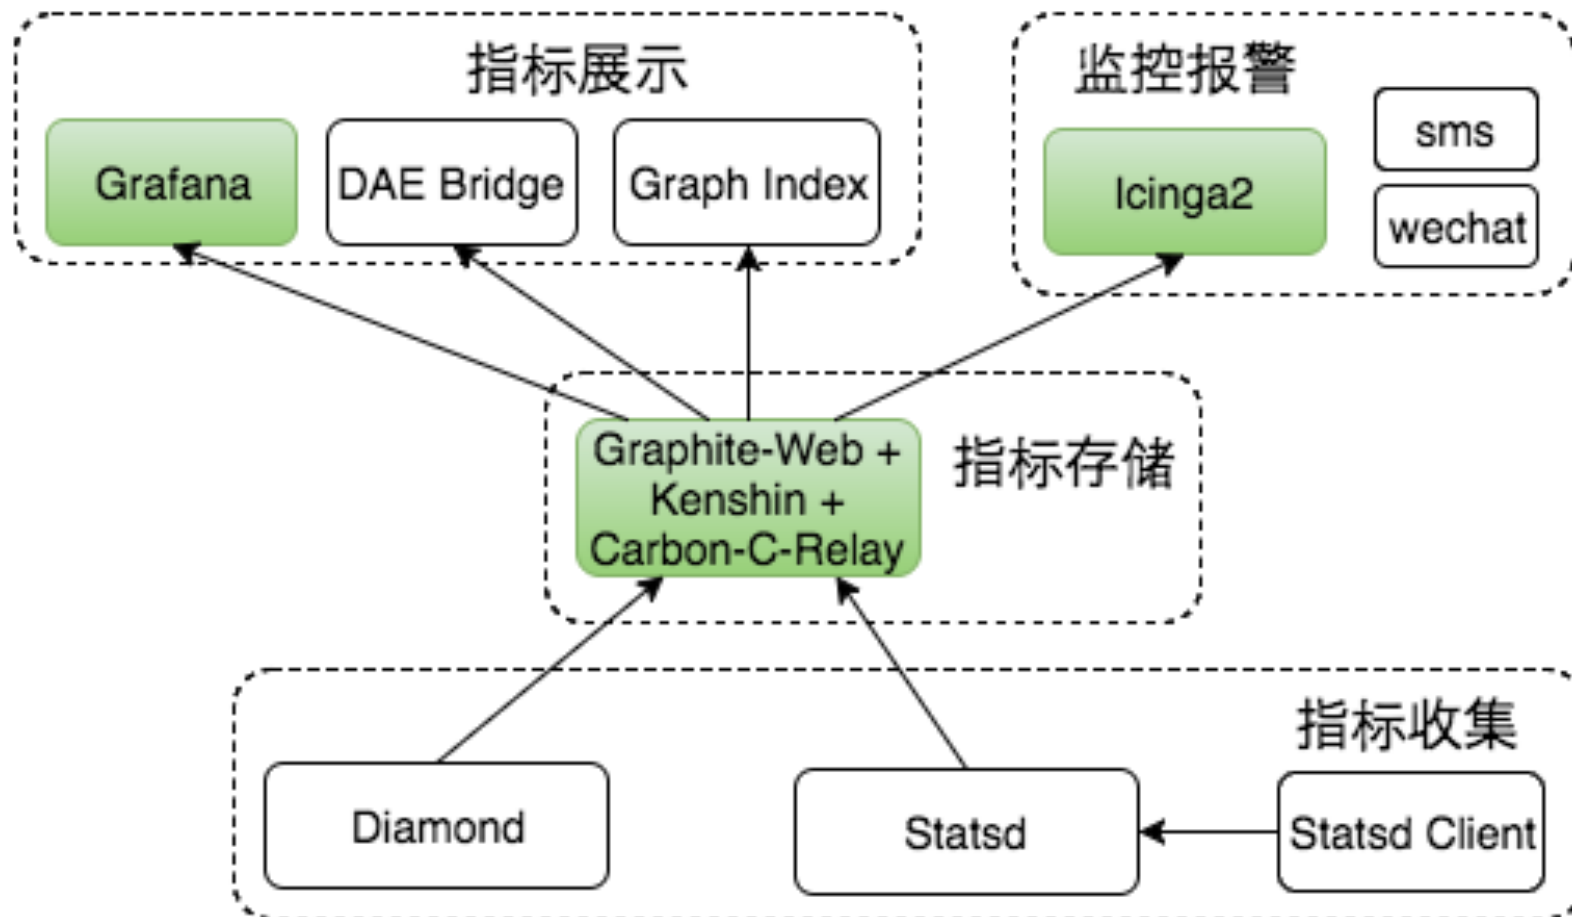 指标展示
Grafana
DAE Bridge
Graph Index
监控报警
Icinga2
sms
wechat
Graphite-Web +
Kenshin +
Carbon-C-Relay
指标存储
指标收集
Diamond
Statsd
Statsd Client